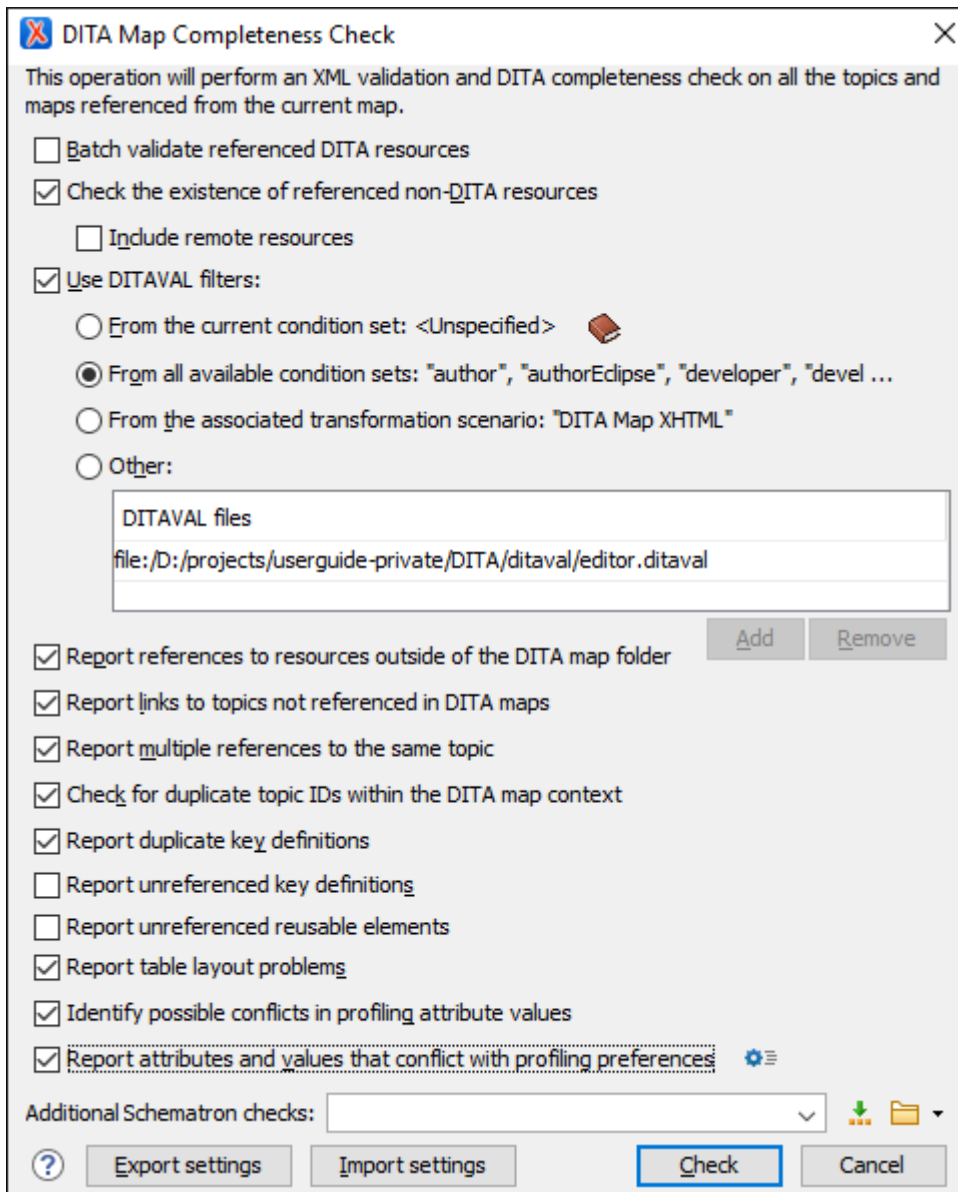 DITA Map Completeness Check
This operation will perform an XML validation and DITA completeness check on all the topics and
maps referenced from the current map.
Batch validate referenced DITA resources
Check the existence of referenced non-DITA resources
Include remote resources
Use DITAVAL filters:
From the current condition set: <Unspecified>
From all available condition sets: "author", "authorEclipse", "developer", "devel ...
From the associated transformation scenario: "DITA Map XHTML"
Other:
DITAVAL files
file:/D:/projects/userguide-private/DITA/ditaval/editor.ditaval
Add Remove
Report references to resources outside of the DITA map folder
Report links to topics not referenced in DITA maps
Report multiple references to the same topic
Check for duplicate topic IDs within the DITA map context
Report duplicate key definitions
Report unreferenced key definitions
Report unreferenced reusable elements
Report table layout problems
Identify possible conflicts in profiling attribute values
Report attributes and values that conflict with profiling preferences
Additional Schematron checks:
? Export settings Import settings Check Cancel